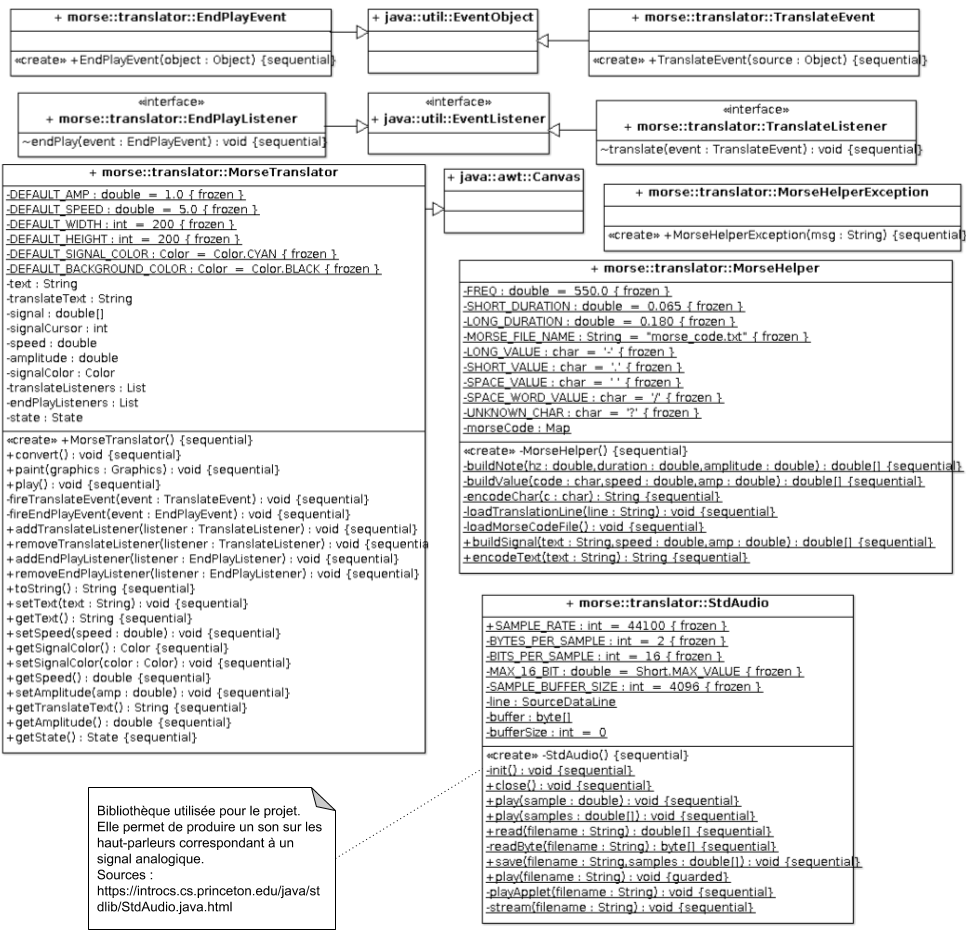 + morse::translator::EndPlayEvent
«create» +EndPlayEvent(object : Object) {sequential}
+ java::util::EventObject
+ morse::translator::TranslateEvent
«create» +TranslateEvent(source : Object) {sequential}
«interface»
+ morse::translator::EndPlayListener
~endPlay(event : EndPlayEvent) : void {sequential}
«interface»
+ java::util::EventListener
«interface»
+ morse::translator::TranslateListener
~translate(event : TranslateEvent) : void {sequential}
+ morse::translator::MorseTranslator
-DEFAULT_AMP : double = 1.0 { frozen }
-DEFAULT_SPEED : double = 5.0 { frozen }
-DEFAULT_WIDTH : int = 200 { frozen }
-DEFAULT_HEIGHT : int = 200 { frozen }
-DEFAULT_SIGNAL_COLOR : Color = Color.CYAN { frozen }
-DEFAULT_BACKGROUND_COLOR : Color = Color.BLACK { frozen }
-text : String
-translateText : String
-signal : double[]
-signalCursor : int
-speed : double
-amplitude : double
-signalColor : Color
-translateListeners : List
-endPlayListeners : List
-state : State
«create» +MorseTranslator() {sequential}
+convert() : void {sequential}
+paint(graphics : Graphics) : void {sequential}
+play() : void {sequential}
-fireTranslateEvent(event : TranslateEvent) : void {sequential}
-fireEndPlayEvent(event : EndPlayEvent) : void {sequential}
+addTranslateListener(listener : TranslateListener) : void {sequential}
+removeTranslateListener(listener : TranslateListener) : void {sequentia
+addEndPlayListener(listener : EndPlayListener) : void {sequential}
+removeEndPlayListener(listener : EndPlayListener) : void {sequential}
+toString() : String {sequential}
+setText(text : String) : void {sequential}
+getText() : String {sequential}
+setSpeed(speed : double) : void {sequential}
+getSignalColor() : Color {sequential}
+setSignalColor(color : Color) : void {sequential}
+getSpeed() : double {sequential}
+setAmplitude(amp : double) : void {sequential}
+getTranslateText() : String {sequential}
+getAmplitude() : double {sequential}
+getState() : State {sequential}
+ java::awt::Canvas
+ morse::translator::MorseHelperException
«create» +MorseHelperException(msg : String) {sequential}
+ morse::translator::MorseHelper
-FREQ : double = 550.0 { frozen }
-SHORT_DURATION : double = 0.065 { frozen }
-LONG_DURATION : double = 0.180 { frozen }
-MORSE_FILE_NAME : String = "morse_code.txt" { frozen }
-LONG_VALUE : char = '-' { frozen }
-SHORT_VALUE : char = '.' { frozen }
-SPACE_VALUE : char = ' ' { frozen }
-SPACE_WORD_VALUE : char = '/' { frozen }
-UNKNOWN_CHAR : char = '?' { frozen }
-morseCode : Map
«create» -MorseHelper() {sequential}
-buildNote(hz : double,duration : double,amplitude : double) : double[] {sequential}
-buildValue(code : char,speed : double,amp : double) : double[] {sequential}
-encodeChar(c : char) : String {sequential}
-loadTranslationLine(line : String) : void {sequential}
-loadMorseCodeFile() : void {sequential}
+buildSignal(text : String,speed : double,amp : double) : double[] {sequential}
+encodeText(text : String) : String {sequential}
+ morse::translator::StdAudio
+SAMPLE_RATE : int = 44100 { frozen }
-BYTES_PER_SAMPLE : int = 2 { frozen }
-BITS_PER_SAMPLE : int = 16 { frozen }
-MAX_16_BIT : double = Short.MAX_VALUE { frozen }
-SAMPLE_BUFFER_SIZE : int = 4096 { frozen }
-line : SourceDataLine
-buffer : byte[]
-bufferSize : int = 0
«create» -StdAudio() {sequential}
-init() : void {sequential}
+close() : void {sequential}
+play(sample : double) : void {sequential}
+play(samples : double[]) : void {sequential}
+read(filename : String) : double[] {sequential}
-readByte(filename : String) : byte[] {sequential}
+save(filename : String,samples : double[]) : void {sequential}
+play(filename : String) : void {guarded}
-playApplet(filename : String) : void {sequential}
-stream(filename : String) : void {sequential}
Bibliothèque utilisée pour le projet.
Elle permet de produire un son sur les
haut-parleurs correspondant à un
signal analogique.
Sources :
https://introcs.cs.princeton.edu/java/st
dlib/StdAudio.java.html